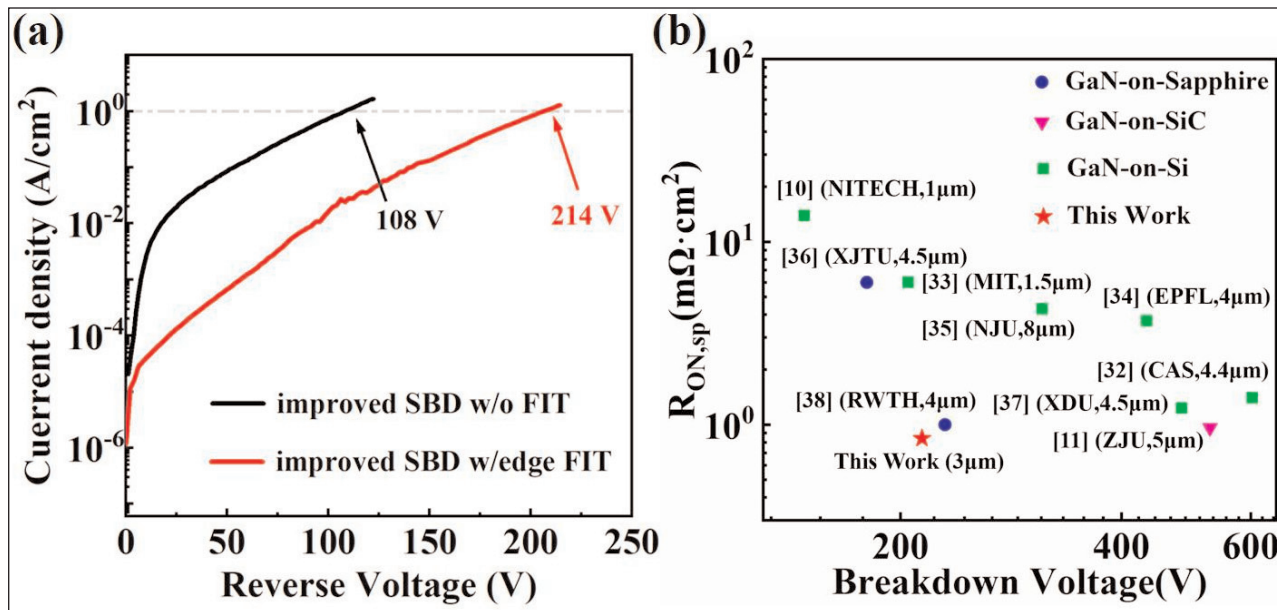 (a)
Cuerrent density (A/cm²)
10⁰
10⁻²
10⁻⁴
10⁻⁶
108 V
214 V
improved SBD w/o FIT
improved SBD w/edge FIT
0 50 100 150 200 250
Reverse Voltage (V)
(b)
R_ON,sp(mΩ·cm²)
10²
10¹
10⁰
GaN-on-Sapphire
GaN-on-SiC
GaN-on-Si
This Work
[10] (NITECH,1μm)
[36] (XJTU,4.5μm)
[33] (MIT,1.5μm)
[34] (EPFL,4μm)
[35] (NJU,8μm)
[32] (CAS,4.4μm)
[38] (RWTH,4μm)
[37] (XDU,4.5μm)
[11] (ZJU,5μm)
This Work (3μm)
200 400 600
Breakdown Voltage(V)